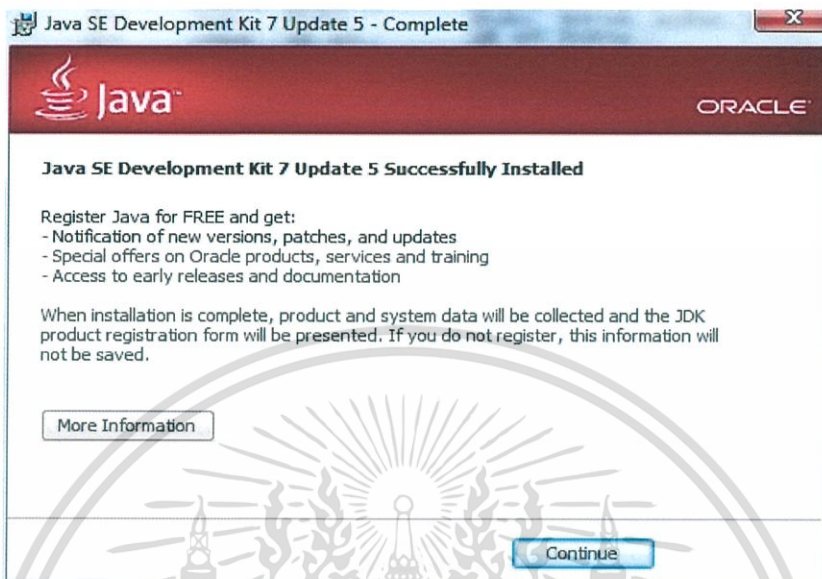 Java SE Development Kit 7 Update 5 - Complete
Java™
ORACLE
Java SE Development Kit 7 Update 5 Successfully Installed
Register Java for FREE and get:
- Notification of new versions, patches, and updates
- Special offers on Oracle products, services and training
- Access to early releases and documentation
When installation is complete, product and system data will be collected and the JDK
product registration form will be presented. If you do not register, this information will
not be saved.
More Information
Continue